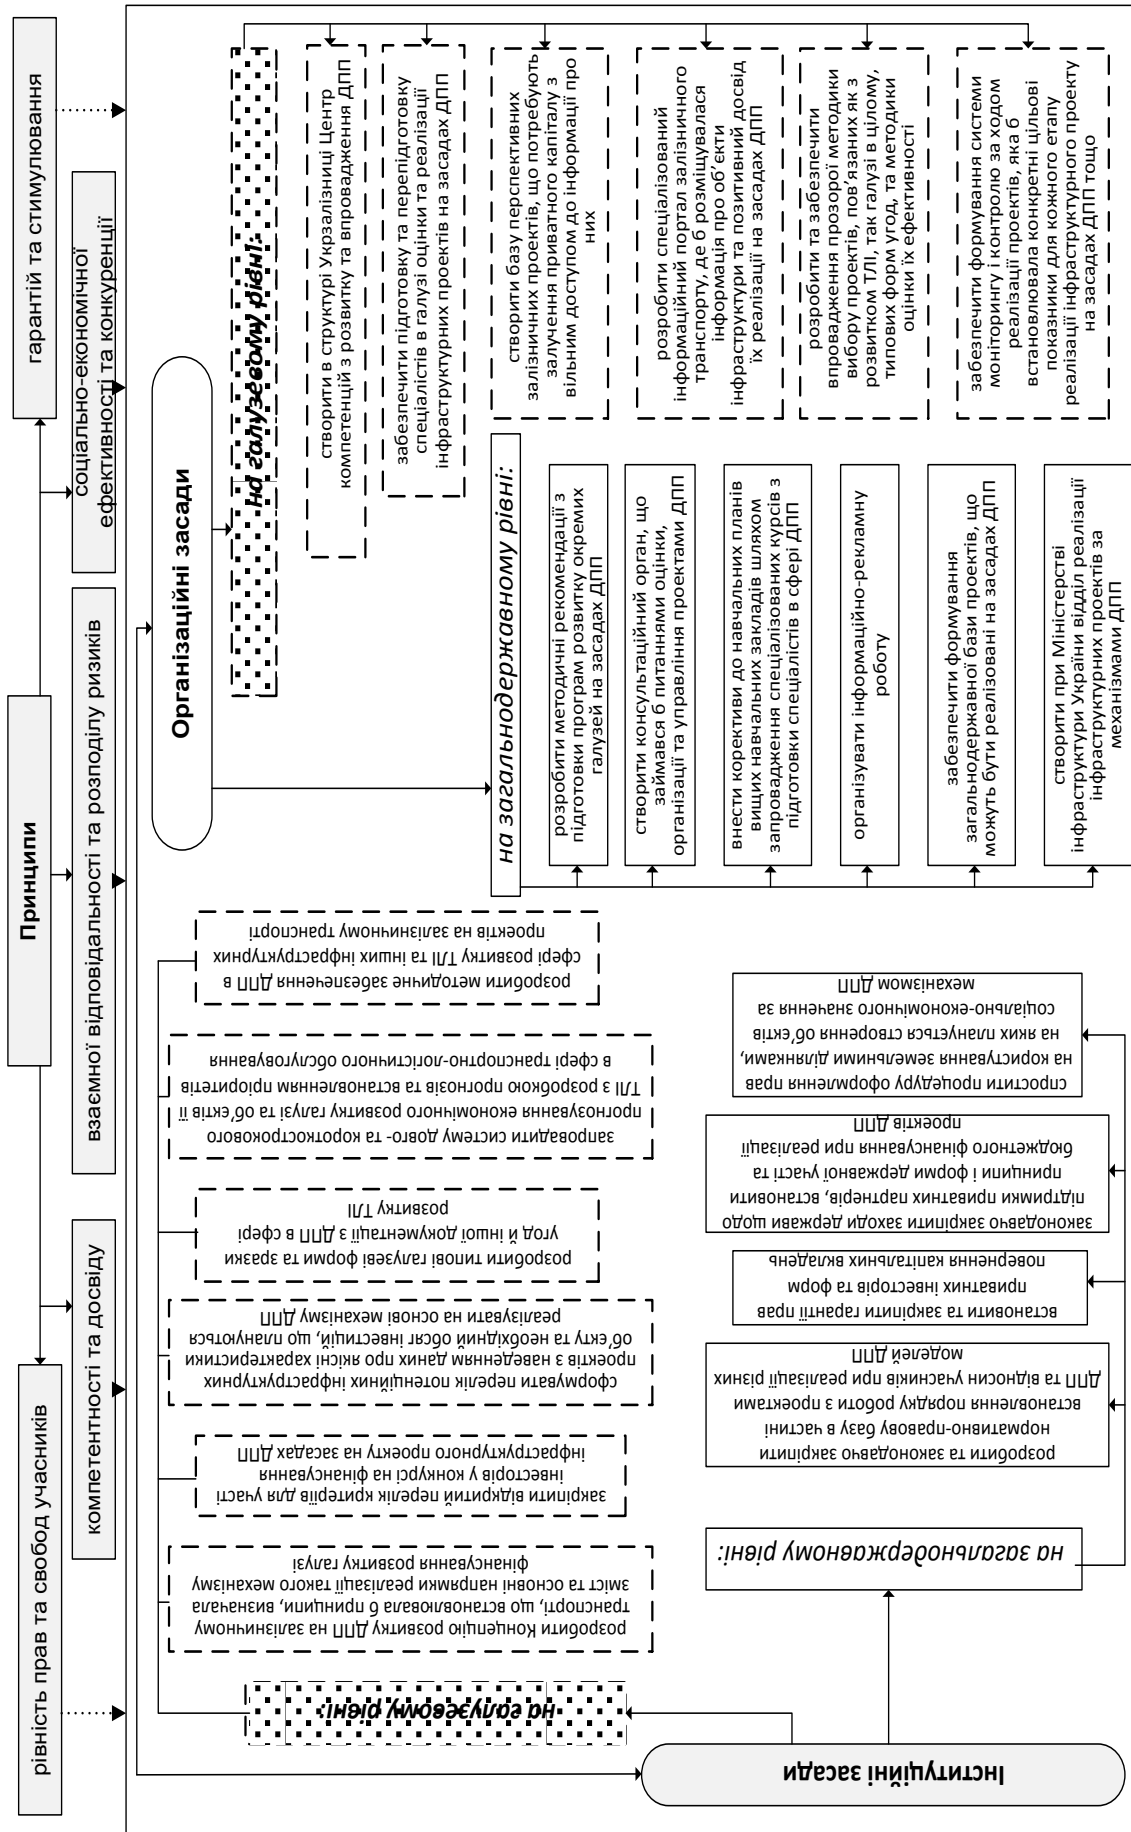 Принципи
рівність прав та свобод учасників
гарантій та стимулювання
компетентності та досвіду
взаємної відповідальності та розподілу ризиків
соціально-економічної
ефективності та конкуренції
Інституційні засади
на галузевому рівні:
розробити Концепцію розвитку ДПП на залізничному
транспорті, що встановлювала б принципи, визначала
зміст та основні напрямки реалізації такого механізму
фінансування розвитку галузі
закріпити відкритий перелік критеріїв для участі
інвесторів у конкурсі на фінансування
інфраструктурного проекту на засадах ДПП
сформувати перелік потенційних інфраструктурних
проектів з наведенням даних про якісні характеристики
об’єкту та необхідний обсяг інвестицій, що плануються
реалізувати на основі механізму ДПП
розробити типові галузеві форми та зразки
угод й іншої документації з ДПП в сфері
розвитку ТЛІ
запровадити систему довго- та короткострокового
прогнозування економічного розвитку галузі та об’єктів її
ТЛІ з розробкою прогнозів та встановленням пріоритетів
в сфері транспортно-логістичного обслуговування
розробити методичне забезпечення ДПП в
сфері розвитку ТЛІ та інших інфраструктурних
проектів на залізничному транспорті
на загальнодержавному рівні:
розробити та законодавчо закріпити
нормативно-правову базу в частині
встановлення порядку роботи з проектами
ДПП та відносин учасників при реалізації різних
моделей ДПП
встановити та закріпити гарантії прав
приватних інвесторів та форм
повернення капітальних вкладень
законодавчо закріпити заходи держави щодо
підтримки приватних партнерів, встановити
принципи і форми державної участі та
бюджетного фінансування при реалізації
проектів ДПП
спростити процедуру оформлення прав
на користування земельними ділянками,
на яких планується створення об’єктів
соціально-економічного значення за
механізмом ДПП
Організаційні засади
на галузевому рівні:
створити в структурі Укрзалізниці Центр
компетенцій з розвитку та впровадження ДПП
забезпечити підготовку та перепідготовку
спеціалістів в галузі оцінки та реалізації
інфраструктурних проектів на засадах ДПП
створити базу перспективних
залізничних проектів, що потребують
залучення приватного капіталу з
вільним доступом до інформації про
них
розробити спеціалізований
інформаційний портал залізничного
транспорту, де б розміщувалася
інформація про об’єкти
інфраструктури та позитивний досвід
їх реалізації на засадах ДПП
розробити та забезпечити
впровадження прозорої методики
вибору проектів, пов’язаних як з
розвитком ТЛІ, так галузі в цілому,
типових форм угод, та методики
оцінки їх ефективності
забезпечити формування системи
моніторингу і контролю за ходом
реалізації проектів, яка б
встановлювала конкретні цільові
показники для кожного етапу
реалізації інфраструктурного проекту
на засадах ДПП тощо
на загальнодержавному рівні:
розробити методичні рекомендації з
підготовки програм розвитку окремих
галузей на засадах ДПП
створити консультаційний орган, що
займався б питаннями оцінки,
організації та управління проектами ДПП
внести корективи до навчальних планів
вищих навчальних закладів шляхом
запровадження спеціалізованих курсів з
підготовки спеціалістів в сфері ДПП
організувати інформаційно-рекламну
роботу
забезпечити формування
загальнодержавної бази проектів, що
можуть бути реалізовані на засадах ДПП
створити при Міністерстві
інфраструктури України відділ реалізації
інфраструктурних проектів за
механізмами ДПП